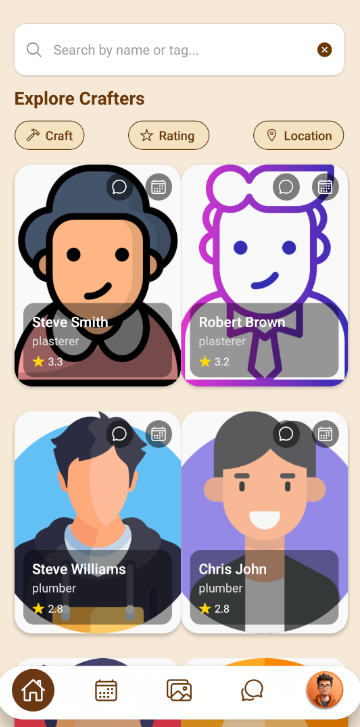 Search by name or tag...
Explore Crafters
Craft
Rating
Location
Steve Smith
plasterer
3.3
Robert Brown
plasterer
3.2
Steve Williams
plumber
2.8
Chris John
plumber
2.8